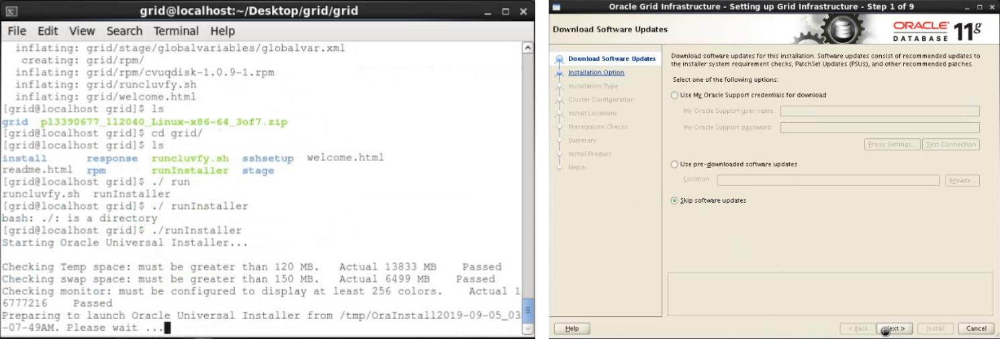 grid@localhost:~/Desktop/grid/grid
File Edit View Search Terminal Help
inflating: grid/stage/globalvariables/globalvar.xml
creating: grid/rpm/
inflating: grid/rpm/cvuqdisk-1.0.9-1.rpm
inflating: grid/runcluvfy.sh
inflating: grid/welcome.html
[grid@localhost grid]$ ls
grid p13390677_112040_Linux-x86-64_3of7.zip
[grid@localhost grid]$ cd grid/
[grid@localhost grid]$ ls
install response runcluvfy.sh sshsetup welcome.html
readme.html rpm runInstaller stage
[grid@localhost grid]$ ./ run
runcluvfy.sh runInstaller
[grid@localhost grid]$ ./ runInstaller
bash: ./: is a directory
[grid@localhost grid]$ ./runInstaller
Starting Oracle Universal Installer...
Checking Temp space: must be greater than 120 MB. Actual 13833 MB Passed
Checking swap space: must be greater than 150 MB. Actual 6499 MB Passed
Checking monitor: must be configured to display at least 256 colors. Actual 1
6777216 Passed
Preparing to launch Oracle Universal Installer from /tmp/OraInstall2019-09-05_03
-07-49AM. Please wait ...
Oracle Grid Infrastructure - Setting up Grid Infrastructure - Step 1 of 9
Download Software Updates
ORACLE
DATABASE 11g
Download Software Updates
Installation Option
Installation Type
Cluster Configuration
Install Locations
Prerequisite Checks
Summary
Install Product
Finish
Download software updates for this installation. Software updates consist of recommended updates to
the installer system requirement checks, PatchSet Updates (PSUs), and other recommended patches.
Select one of the following options:
Use My Oracle Support credentials for download
My Oracle Support user name:
My Oracle Support password:
Proxy Settings... Test Connection
Use pre-downloaded software updates
Location Browse...
Skip software updates
Help < Back Next > Install Cancel